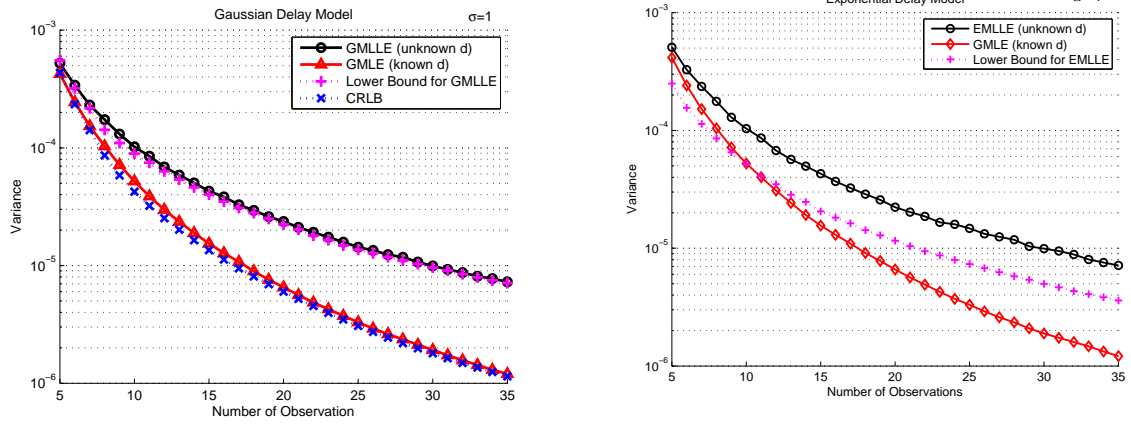 Gaussian Delay Model
σ=1
10⁻³
10⁻⁴
10⁻⁵
10⁻⁶
Variance
GMLLE (unknown d)
GMLE (known d)
Lower Bound for GMLLE
CRLB
5 10 15 20 25 30 35
Number of Observation
Exponential Delay Model
10⁻³
10⁻⁴
10⁻⁵
10⁻⁶
Variance
EMLLE (unknown d)
GMLE (known d)
Lower Bound for EMLLE
5 10 15 20 25 30 35
Number of Observations